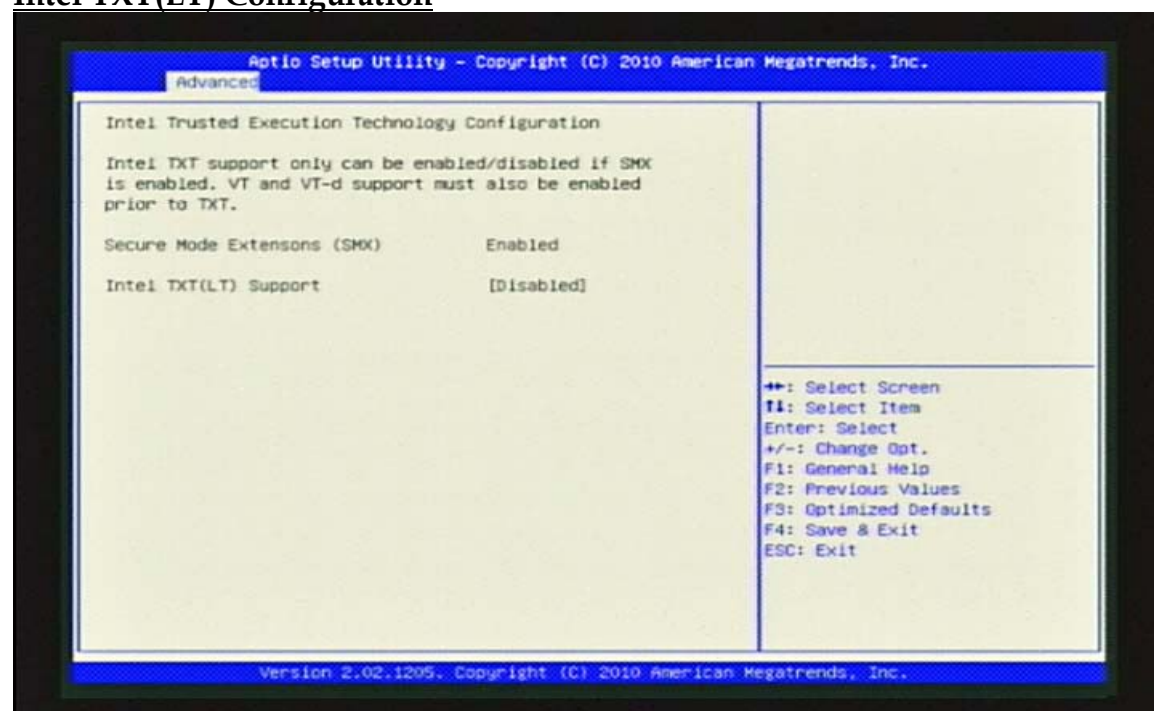 Intel TXT(LT) Configuration
Aptio Setup Utility - Copyright (C) 2010 American Megatrends, Inc.
Advanced
Intel Trusted Execution Technology Configuration
Intel TXT support only can be enabled/disabled if SMX
is enabled. VT and VT-d support must also be enabled
prior to TXT.
Secure Mode Extensons (SMX) Enabled
Intel TXT(LT) Support [Disabled]
→←: Select Screen
↑↓: Select Item
Enter: Select
+/-: Change Opt.
F1: General Help
F2: Previous Values
F3: Optimized Defaults
F4: Save & Exit
ESC: Exit
Version 2.02.1205. Copyright (C) 2010 American Megatrends, Inc.